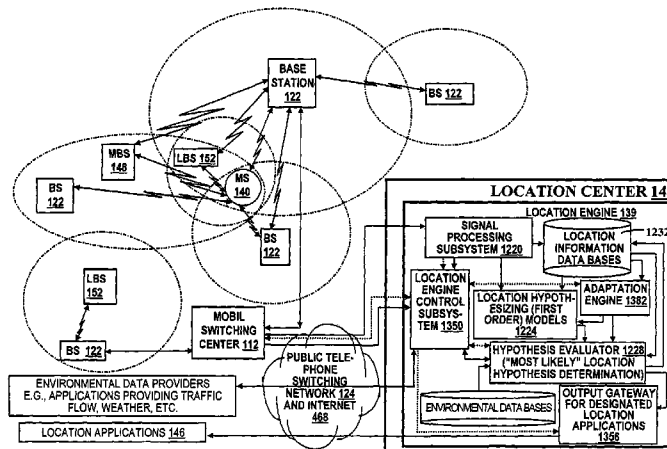 BASE
STATION
122
BS 122
MBS
148
LBS 152
MS
140
BS
122
BS
122
LBS
152
BS 122
MOBIL
SWITCHING
CENTER 112
PUBLIC TELE-
PHONE
SWITCHING
NETWORK 124
AND INTERNET
468
ENVIRONMENTAL DATA PROVIDERS
E.G., APPLICATIONS PROVIDING TRAFFIC
FLOW, WEATHER, ETC.
LOCATION APPLICATIONS 146
LOCATION CENTER 14
LOCATION ENGINE 139
1232
SIGNAL
PROCESSING
SUBSYSTEM 1220
LOCATION
INFORMATION
DATA BASES
LOCATION
ENGINE
CONTROL
SUBSYS-
TEM 1350
LOCATION HYPOTH-
ESIZING (FIRST
ORDER) MODELS
1224
ADAPTATION
ENGINE 1382
HYPOTHESIS EVALUATOR 1228
("MOST LIKELY" LOCATION
HYPOTHESIS DETERMINATION)
ENVIRONMENTAL DATA BASES
OUTPUT GATEWAY
FOR DESIGNATED
LOCATION
APPLICATIONS
1356